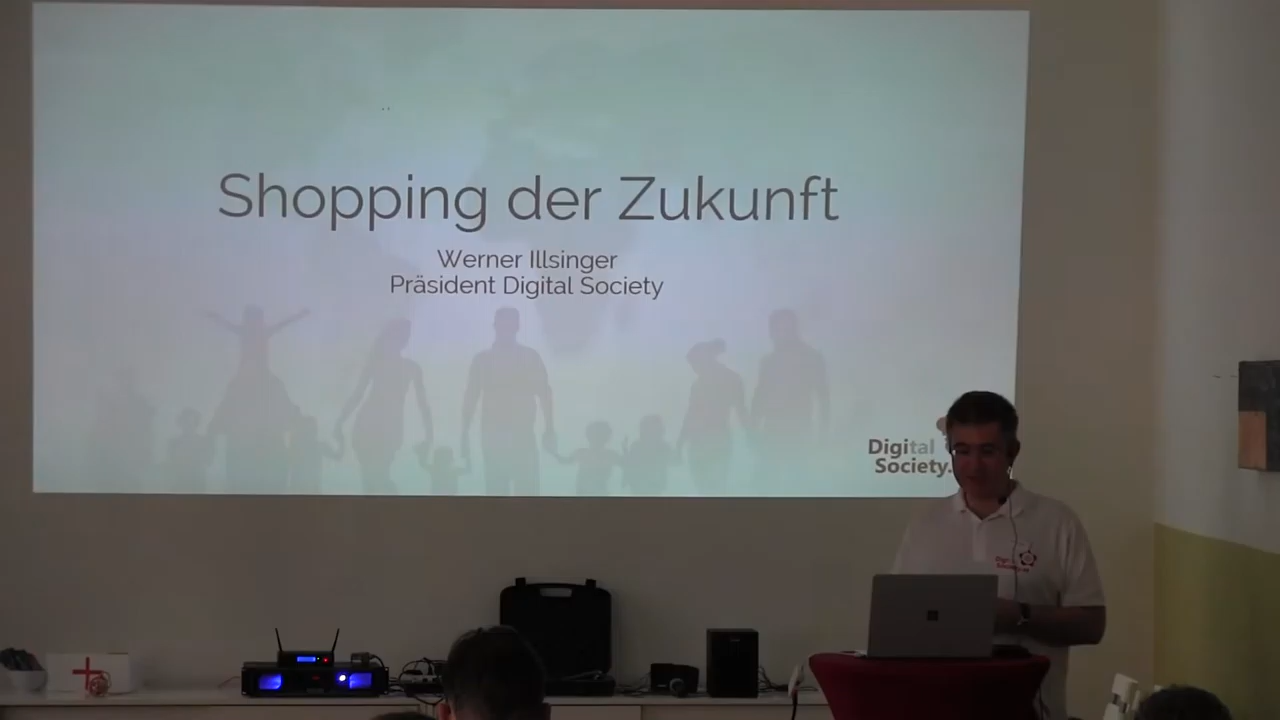 Shopping der Zukunft
Werner Illsinger
Präsident Digital Society
Digital
Society.